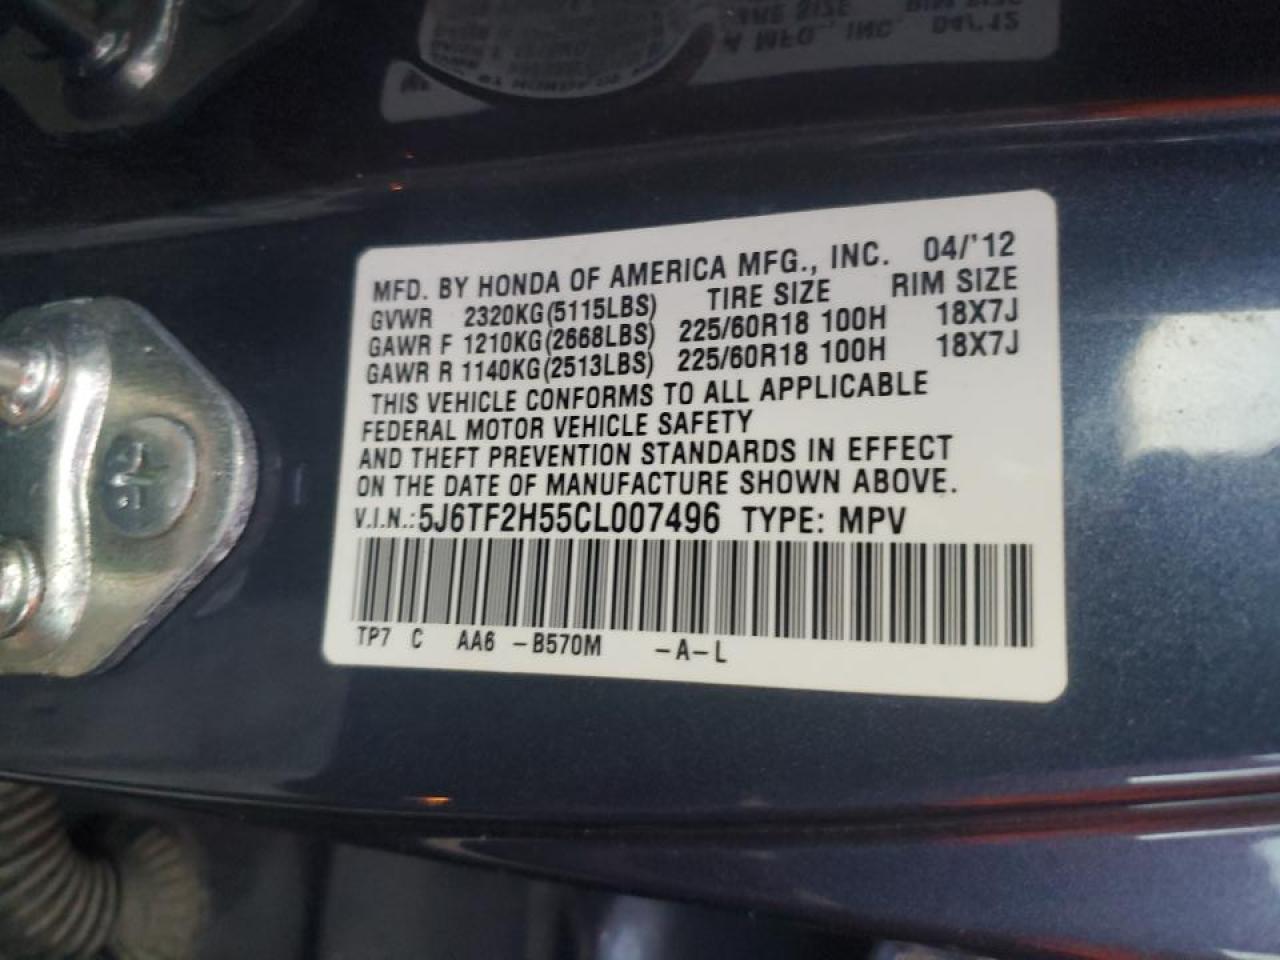 MFD. BY HONDA OF AMERICA MFG., INC. 04/'12
GVWR 2320KG(5115LBS) TIRE SIZE RIM SIZE
GAWR F 1210KG(2668LBS) 225/60R18 100H 18X7J
GAWR R 1140KG(2513LBS) 225/60R18 100H 18X7J
THIS VEHICLE CONFORMS TO ALL APPLICABLE
FEDERAL MOTOR VEHICLE SAFETY
AND THEFT PREVENTION STANDARDS IN EFFECT
ON THE DATE OF MANUFACTURE SHOWN ABOVE.
V.I.N.:5J6TF2H55CL007496 TYPE: MPV
TP7 C AA6 -B570M -A-L